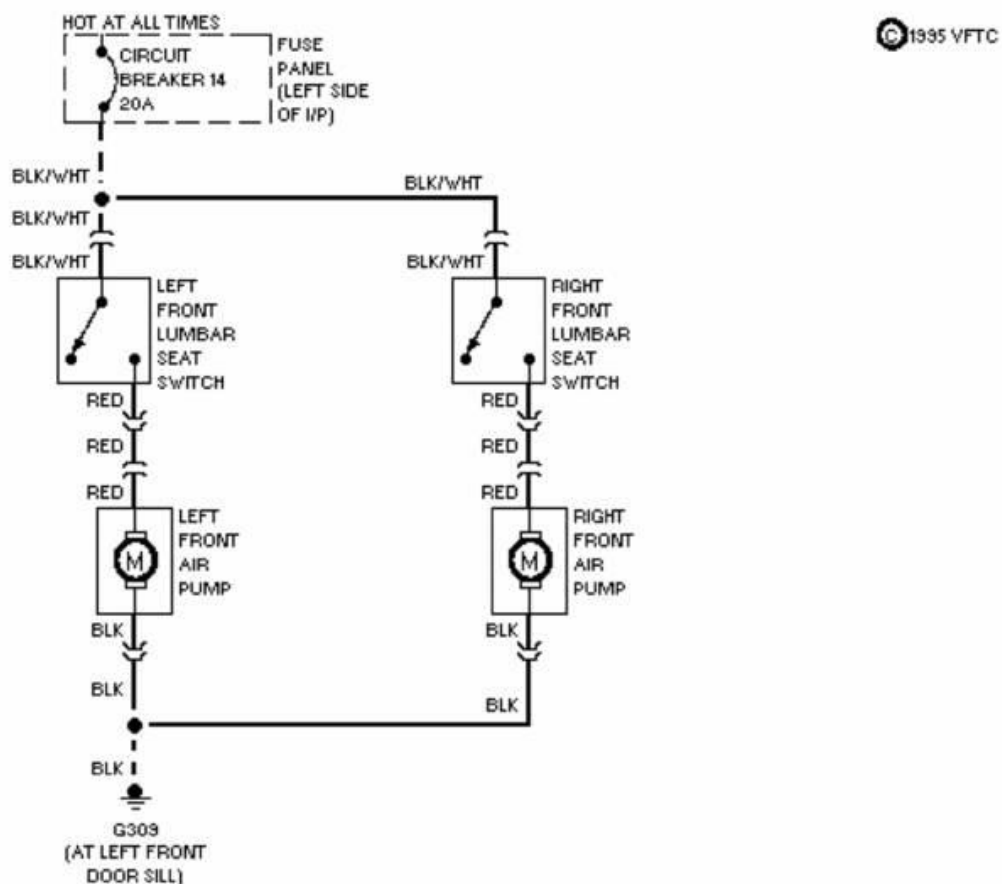 HOT AT ALL TIMES
CIRCUIT
BREAKER 14
20A
FUSE
PANEL
(LEFT SIDE
OF I/P)
C 1995 VFTC
BLK/WHT
BLK/WHT
BLK/WHT
BLK/WHT
BLK/WHT
LEFT
FRONT
LUMBAR
SEAT
SWITCH
RIGHT
FRONT
LUMBAR
SEAT
SWITCH
RED
RED
RED
RED
RED
RED
LEFT
FRONT
AIR
PUMP
M
RIGHT
FRONT
AIR
PUMP
M
BLK
BLK
BLK
BLK
BLK
G309
(AT LEFT FRONT
DOOR SILL)